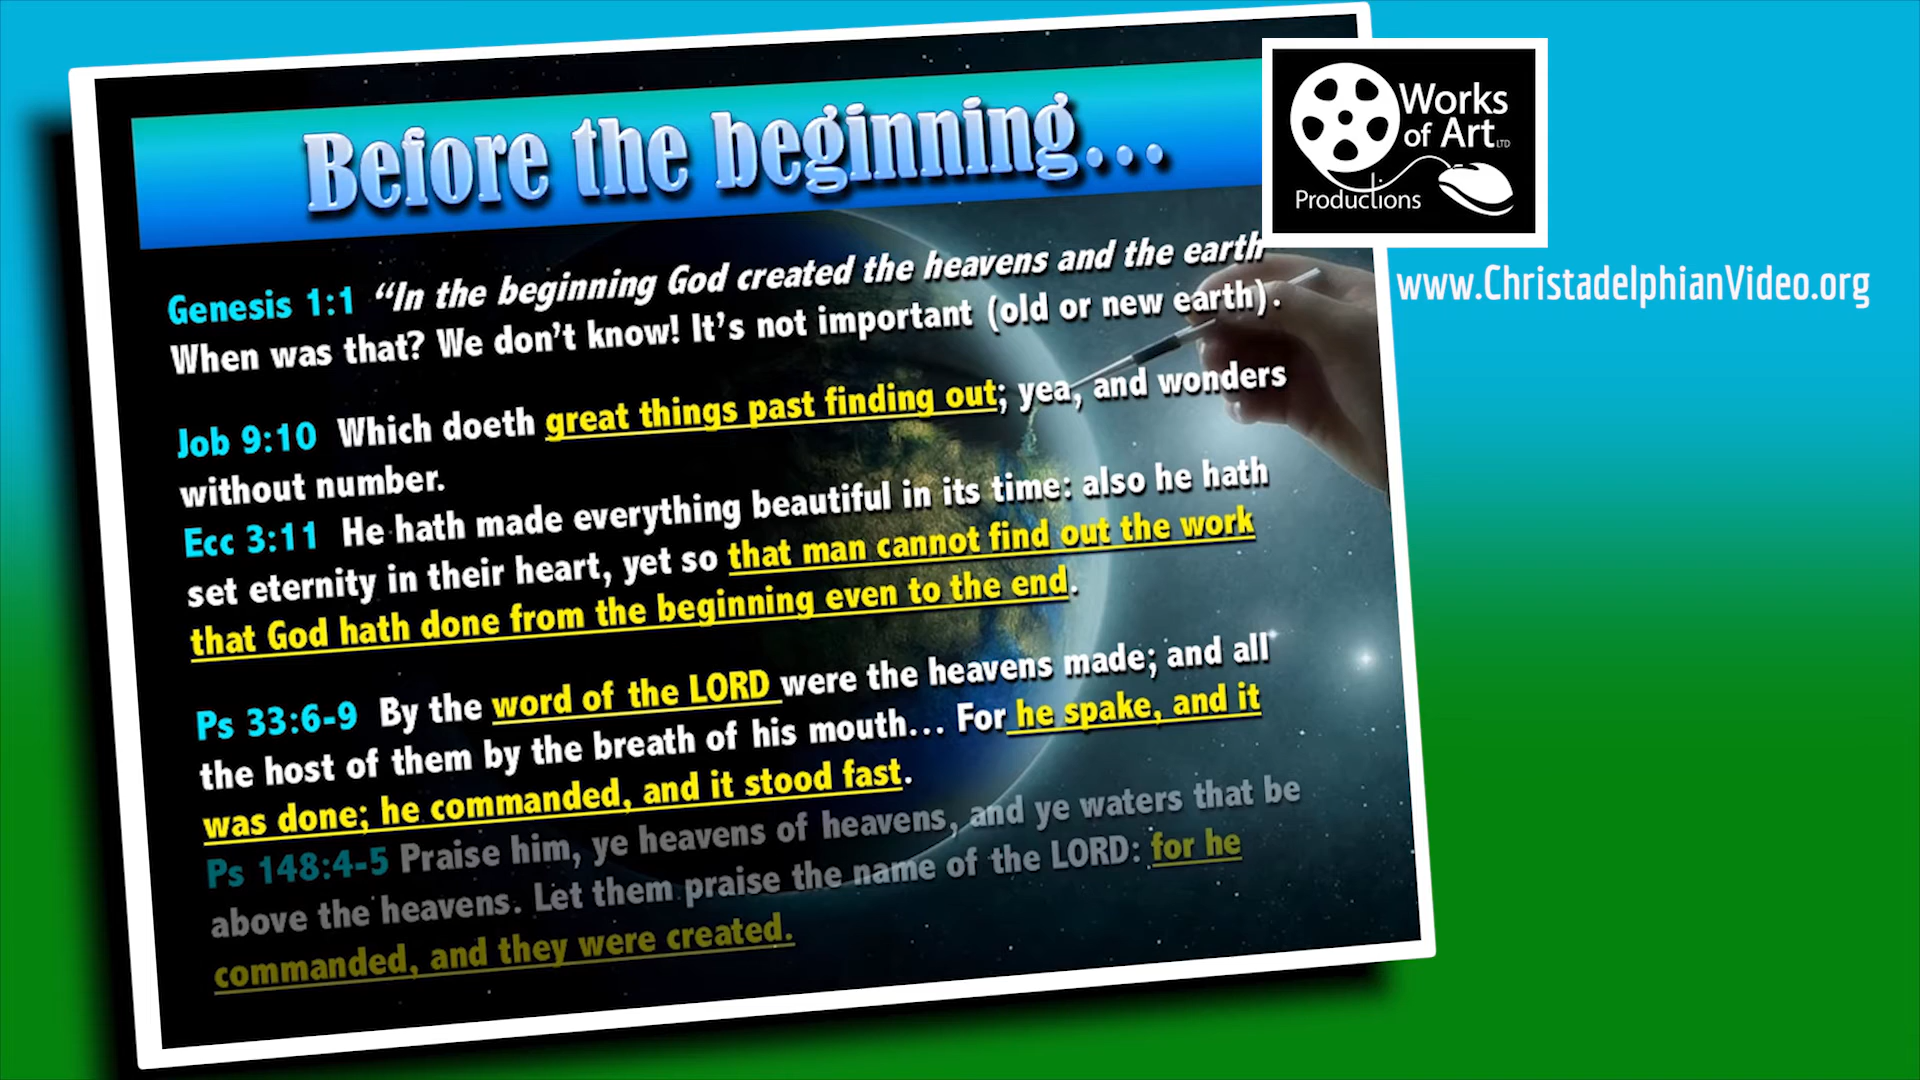 Before the beginning...
Works
of Art LTD
Productions
www.ChristadelphianVideo.org
Genesis 1:1 “In the beginning God created the heavens and the earth
When was that? We don’t know! It’s not important (old or new earth).
Job 9:10 Which doeth great things past finding out; yea, and wonders
without number.
Ecc 3:11 He hath made everything beautiful in its time: also he hath
set eternity in their heart, yet so that man cannot find out the work
that God hath done from the beginning even to the end.
Ps 33:6-9 By the word of the LORD were the heavens made; and all
the host of them by the breath of his mouth... For he spake, and it
was done; he commanded, and it stood fast.
Ps 148:4-5 Praise him, ye heavens of heavens, and ye waters that be
above the heavens. Let them praise the name of the LORD: for he
commanded, and they were created.